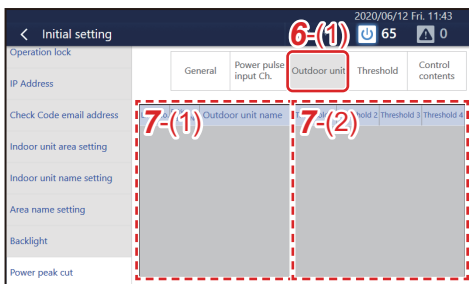 2020/06/12 Fri. 11:43
Initial setting
6-(1)
65
0
Operation lock
IP Address
Check Code email address
Indoor unit area setting
Indoor unit name setting
Area name setting
Backlight
Power peak cut
General
Power pulse
input Ch.
Outdoor unit
Threshold
Control
contents
7-(1)
Outdoor unit name
7-(2)
Threshold 3
Threshold 4